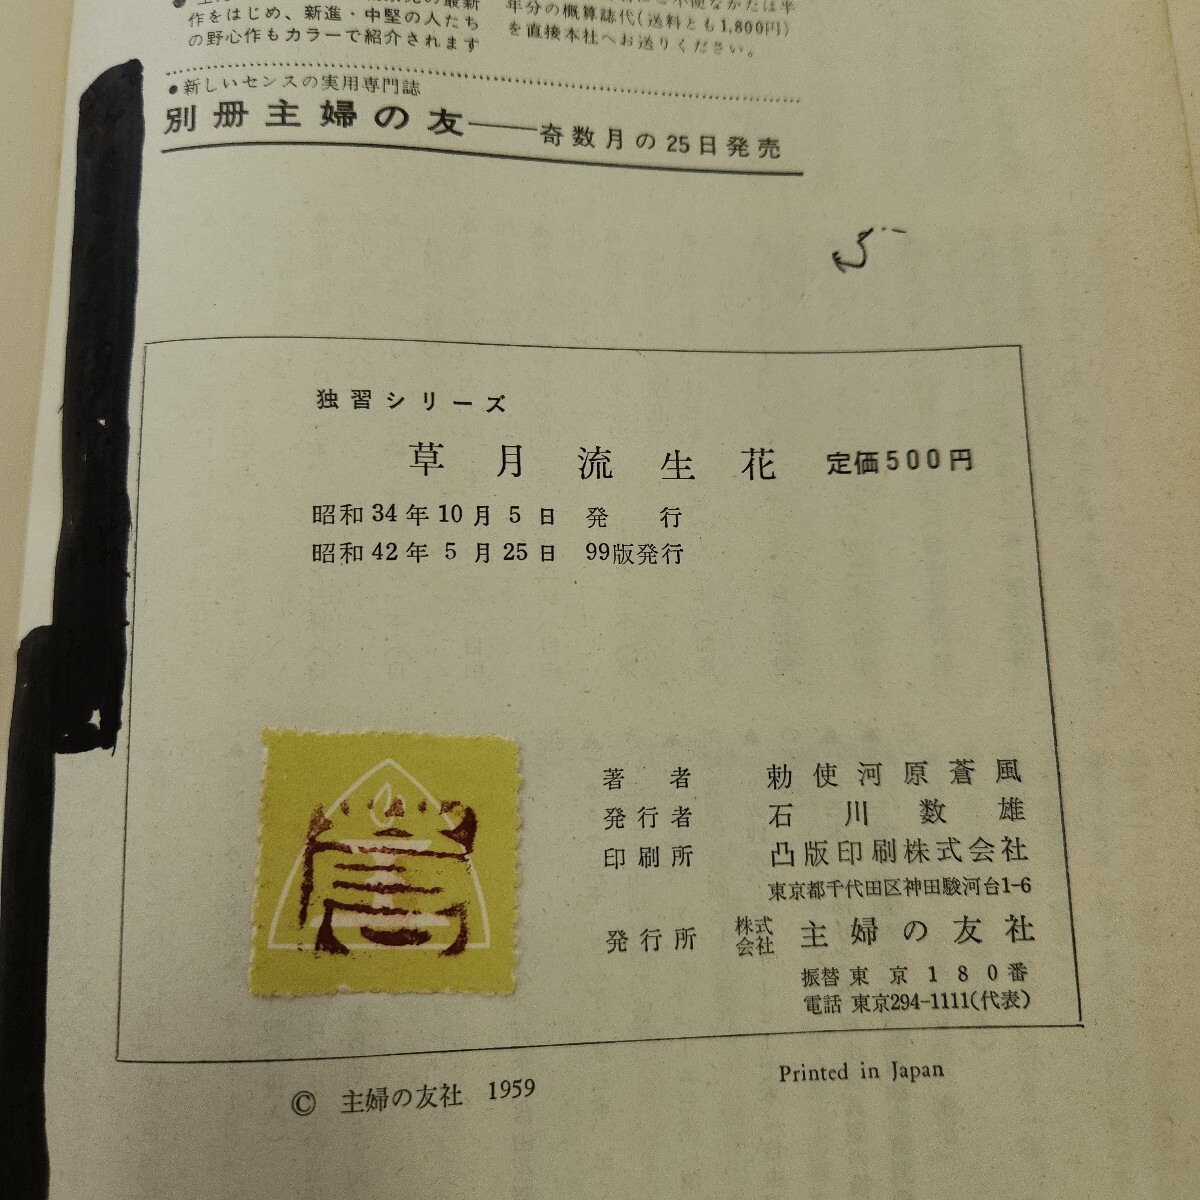 作をはじめ、新進・中堅の人たち
の野心作もカラーで紹介されます
年分の概算誌代(送料とも1,800円)
を直接本社へお送りください。
●新しいセンスの実用専門誌
別冊主婦の友――奇数月の25日発売
独習シリーズ
草月流生花 定価500円
昭和34年10月5日 発行
昭和42年5月25日 99版発行
著者 勅使河原蒼風
発行者 石川数雄
印刷所 凸版印刷株式会社
東京都千代田区神田駿河台1-6
発行所 株式会社 主婦の友社
振替 東京180番
電話 東京294-1111(代表)
© 主婦の友社 1959
Printed in Japan